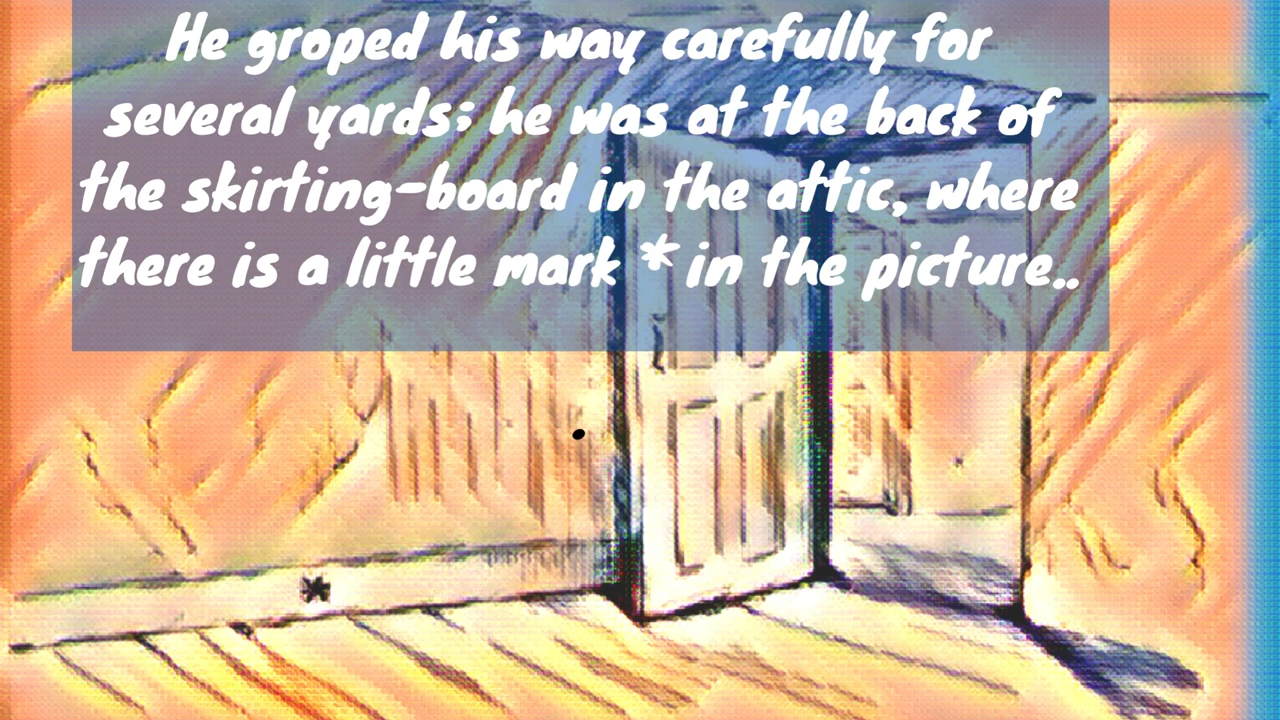 He groped his way carefully for
several yards; he was at the back of
the skirting-board in the attic, where
there is a little mark * in the picture..
*